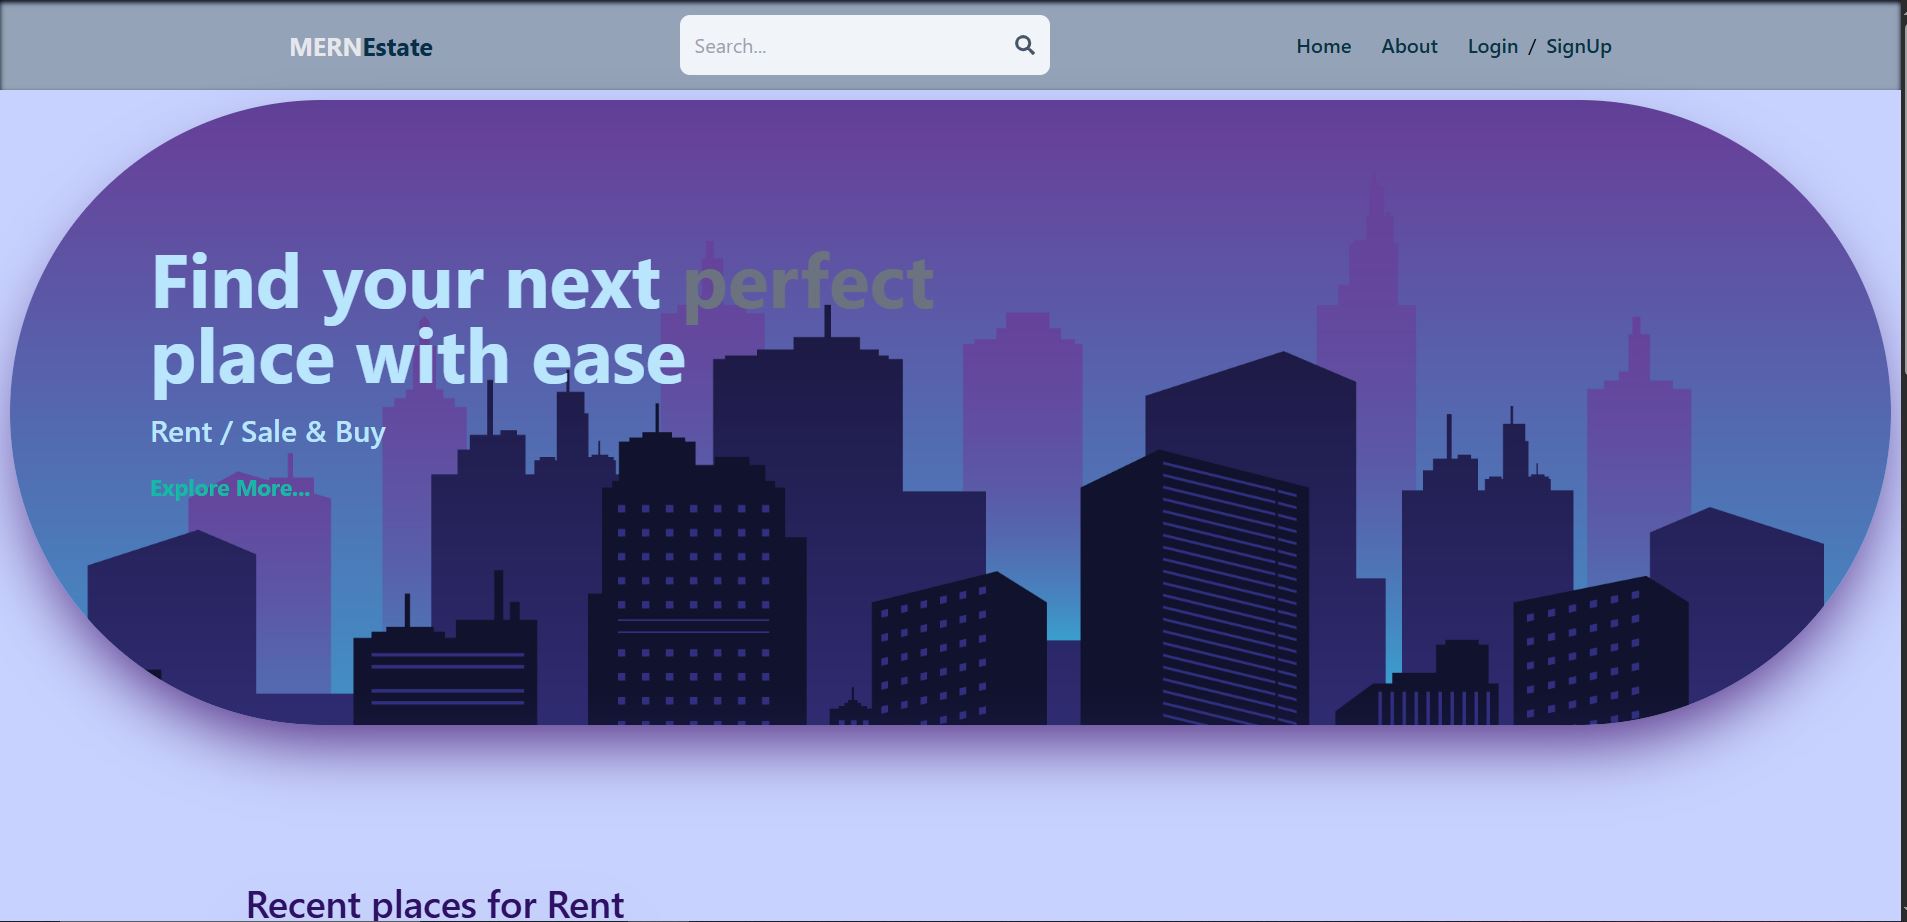 MERNEstate
Search...
Home
About
Login / SignUp
Find your next perfect
place with ease
Rent / Sale & Buy
Explore More...
Recent places for Rent